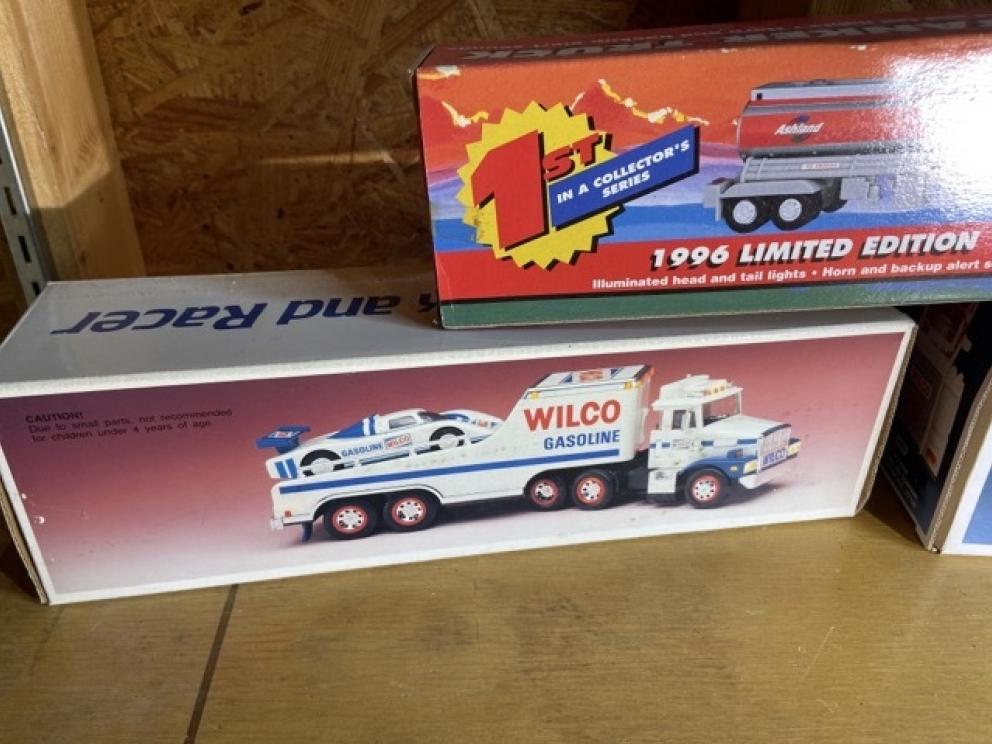 TANKER TRUCK
1ST
IN A COLLECTOR'S
SERIES
Ashland
1996 LIMITED EDITION
Illuminated head and tail lights • Horn and backup alert
and Racer
CAUTION!
Due to small parts, not recommended
for children under 4 years of age.
GASOLINE WILCO
WILCO
GASOLINE
WILCO